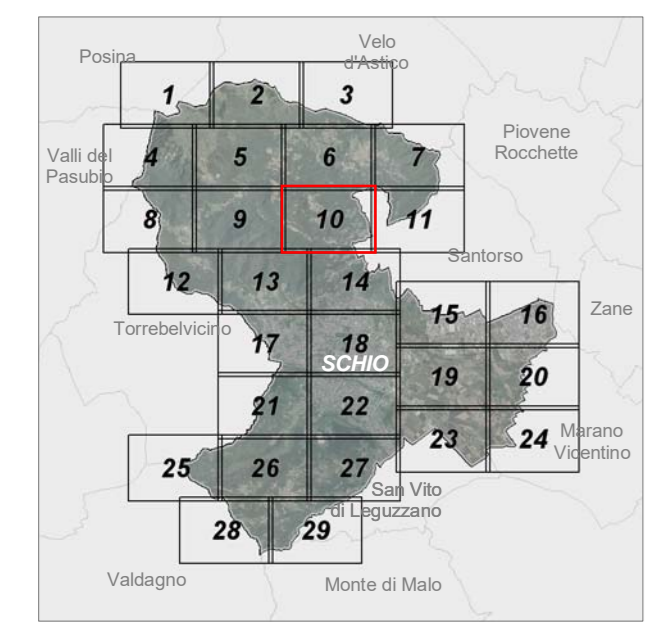 Velo
d'Astico
Posina
1
2
3
Piovene
Rocchette
Valli del
Pasubio
4
5
6
7
8
9
10
11
Santorso
12
13
14
Torrebelvicino
15
16
Zane
17
18
SCHIO
19
20
21
22
23
24
Marano
Vicentino
25
26
27
San Vito
di Leguzzano
28
29
Valdagno
Monte di Malo